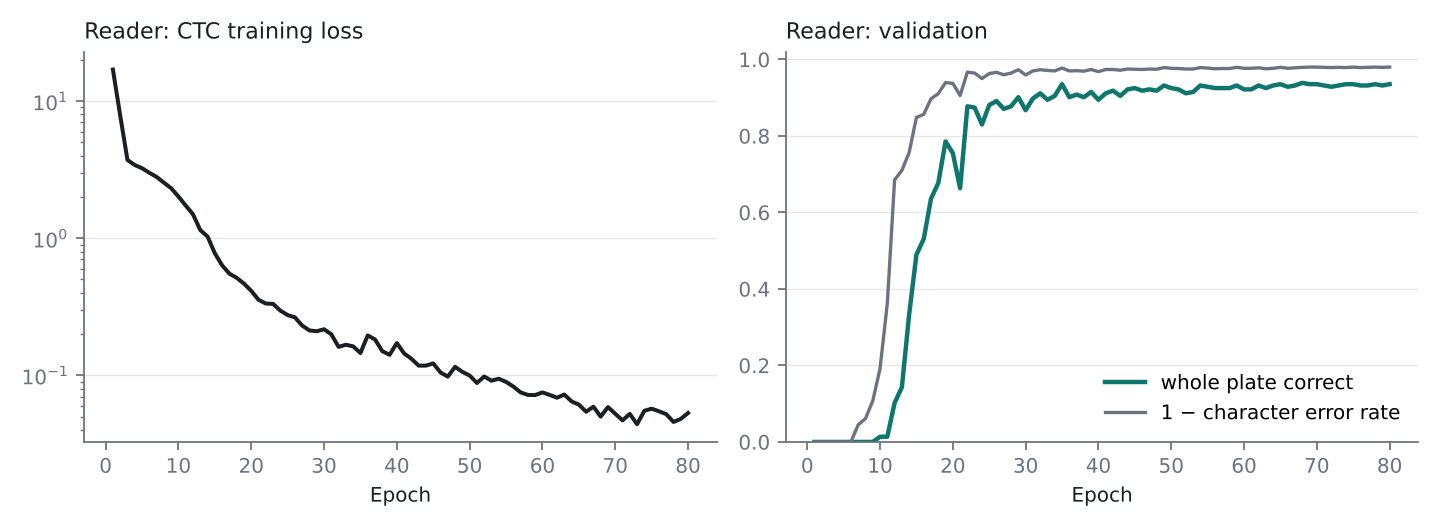 Reader: CTC training loss
10¹
10⁰
10⁻¹
0 10 20 30 40 50 60 70 80
Epoch
Reader: validation
1.0
0.8
0.6
0.4
0.2
0.0
whole plate correct
1 − character error rate
0 10 20 30 40 50 60 70 80
Epoch